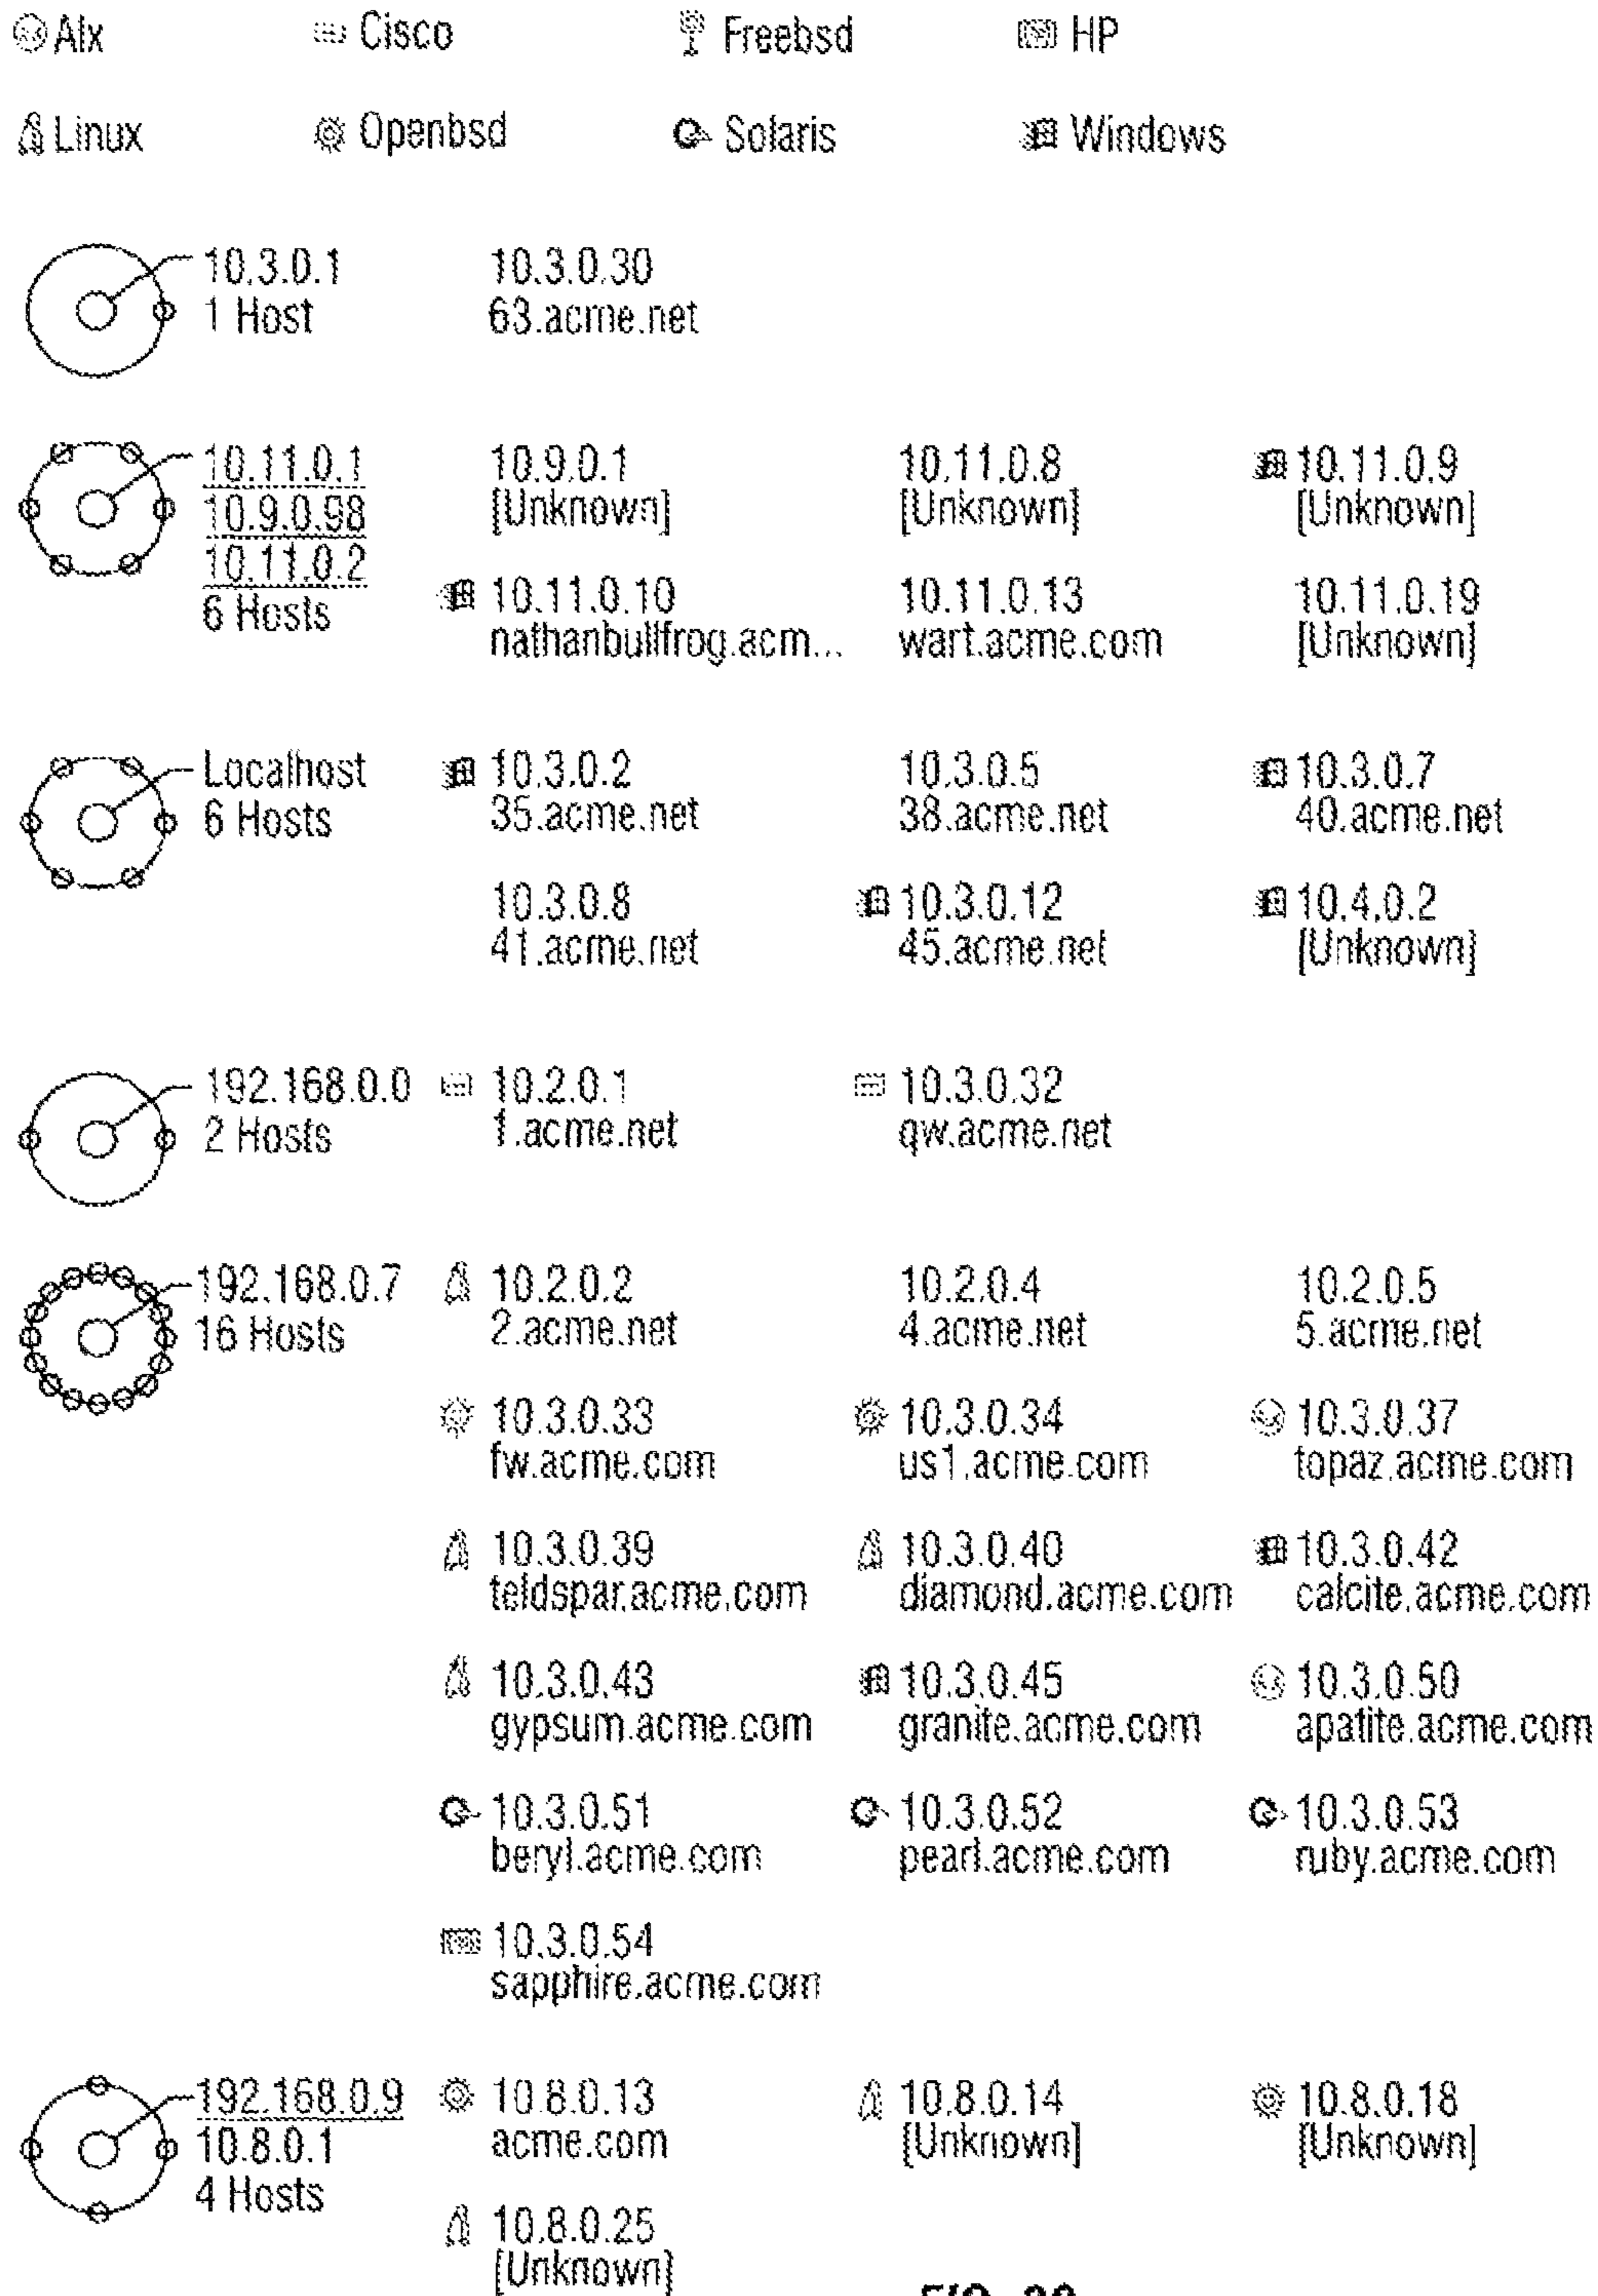 Aix Cisco Freebsd HP
Linux Openbsd Solaris Windows
10.3.0.1 10.3.0.30
1 Host 63.acme.net
10.11.0.1 10.9.0.1 10.11.0.8 10.11.0.9
10.9.0.98 [Unknown] [Unknown] [Unknown]
10.11.0.2
6 Hosts
10.11.0.10 10.11.0.13 10.11.0.19
nathanbullfrog.acm... wart.acme.com [Unknown]
Localhost 10.3.0.2 10.3.0.5 10.3.0.7
6 Hosts 35.acme.net 38.acme.net 40.acme.net
10.3.0.8 10.3.0.12 10.4.0.2
41.acme.net 45.acme.net [Unknown]
192.168.0.0 10.2.0.1 10.3.0.32
2 Hosts 1.acme.net qw.acme.net
192.168.0.7 10.2.0.2 10.2.0.4 10.2.0.5
16 Hosts 2.acme.net 4.acme.net 5.acme.net
10.3.0.33 10.3.0.34 10.3.0.37
fw.acme.com us1.acme.com topaz.acme.com
10.3.0.39 10.3.0.40 10.3.0.42
teldspar.acme.com diamond.acme.com calcite.acme.com
10.3.0.43 10.3.0.45 10.3.0.50
gypsum.acme.com granite.acme.com apatite.acme.com
10.3.0.51 10.3.0.52 10.3.0.53
beryl.acme.com pearl.acme.com ruby.acme.com
10.3.0.54
sapphire.acme.com
192.168.0.9 10.8.0.13 10.8.0.14 10.8.0.18
10.8.0.1 acme.com [Unknown] [Unknown]
4 Hosts
10.8.0.25
[Unknown]